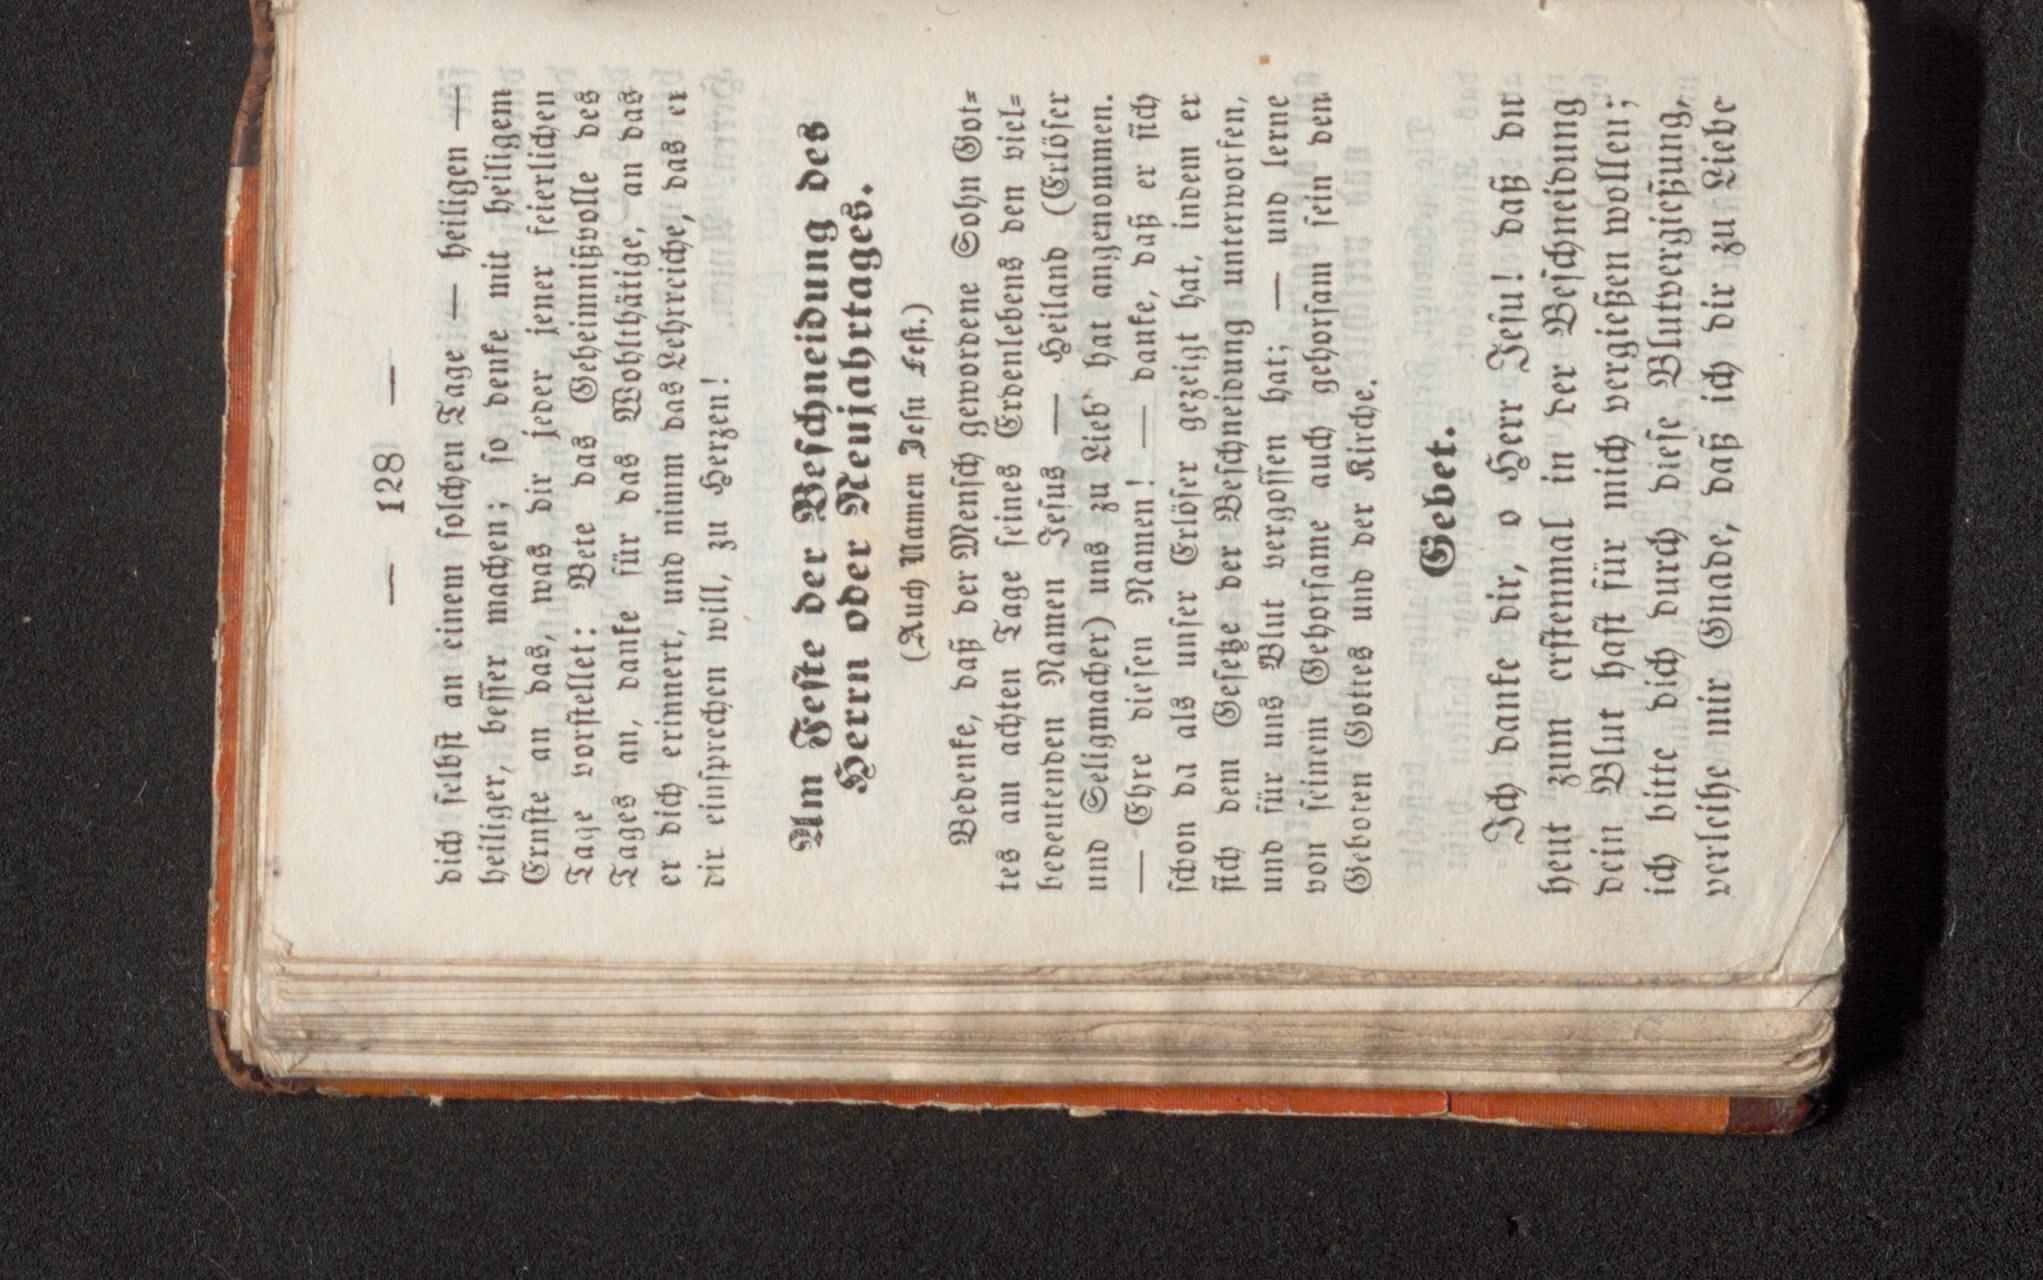 — 128 —
dich ſelbſt an einem ſolchen Tage — heiligen —
heiliger, beſſer machen; ſo denke mit heiligem
Ernſte an das, was dir jeder jener feierlichen
Tage vorſtellet: Bete das Geheimnißvolle des
Tages an, danke für das Wohlthätige, an das
er dich erinnert, und nimm das Lehrreiche, das er
dir einſprechen will, zu Herzen!
Am Feſte der Beſchneidung des
Herrn oder Neujahrtages.
(Auch Namen Jeſu Feſt.)
Bedenke, daß der Menſch gewordene Sohn Got⸗
tes am achten Tage ſeines Erdenlebens den viel⸗
bedeutenden Namen Jeſus — Heiland (Erlöſer
und Seligmacher) uns zu Lieb' hat angenommen.
— Ehre dieſen Namen! — danke, daß er ſich
ſchon da als unſer Erlöſer gezeigt hat, indem er
ſich dem Geſetze der Beſchneidung unterworfen,
und für uns Blut vergoſſen hat; — und lerne
von ſeinem Gehorſame auch gehorſam ſein den
Geboten Gottes und der Kirche.
Gebet.
Ich danke dir, o Herr Jeſu! daß du
heut zum erſtenmal in der Beſchneidung
dein Blut haſt für mich vergießen wollen;
ich bitte dich durch dieſe Blutvergießung,
verleihe mir Gnade, daß ich dir zu Liebe